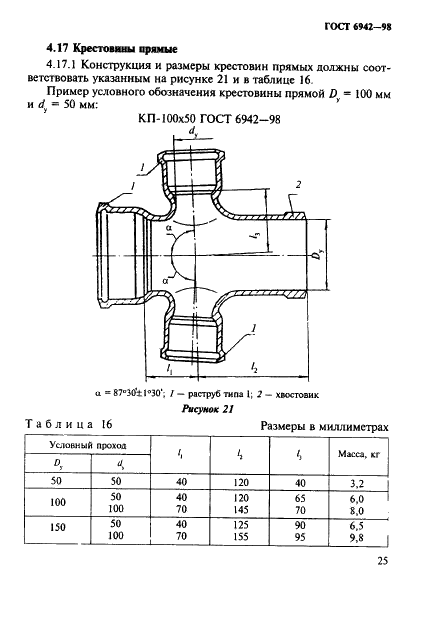 ГОСТ 6942—98
4.17 Крестовины прямые
4.17.1 Конструкция и размеры крестовин прямых должны соот-
ветствовать указанным на рисунке 21 и в таблице 16.
Пример условного обозначения крестовины прямой Dу = 100 мм
и dу = 50 мм:
КП-100х50 ГОСТ 6942—98
dу
1
1
2
l₃
Dу
α
α
1
l₁
l₂
α = 87°30'±1°30'; 1 — раструб типа 1; 2 — хвостовик
Рисунок 21
Таблица 16 Размеры в миллиметрах
Условный проход l₁ l₂ l₃ Масса, кг
Dу dу
50 50 40 120 40 3,2
100 50 40 120 65 6,0
100 70 145 70 8,0
150 50 40 125 90 6,5
100 70 155 95 9,8
25